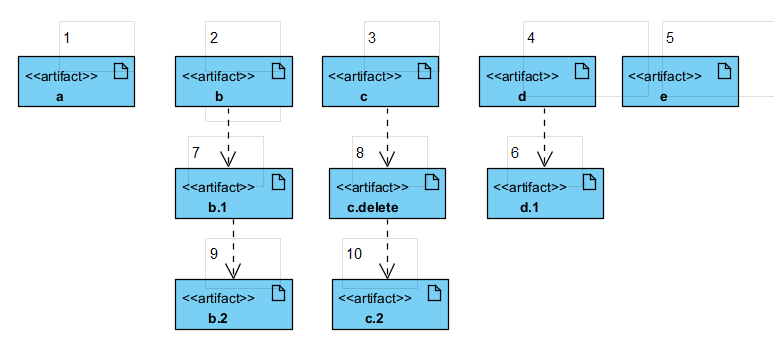 1
2
3
4
5
<<artifact>>
a
<<artifact>>
b
<<artifact>>
c
<<artifact>>
d
<<artifact>>
e
7
8
6
<<artifact>>
b.1
<<artifact>>
c.delete
<<artifact>>
d.1
9
10
<<artifact>>
b.2
<<artifact>>
c.2